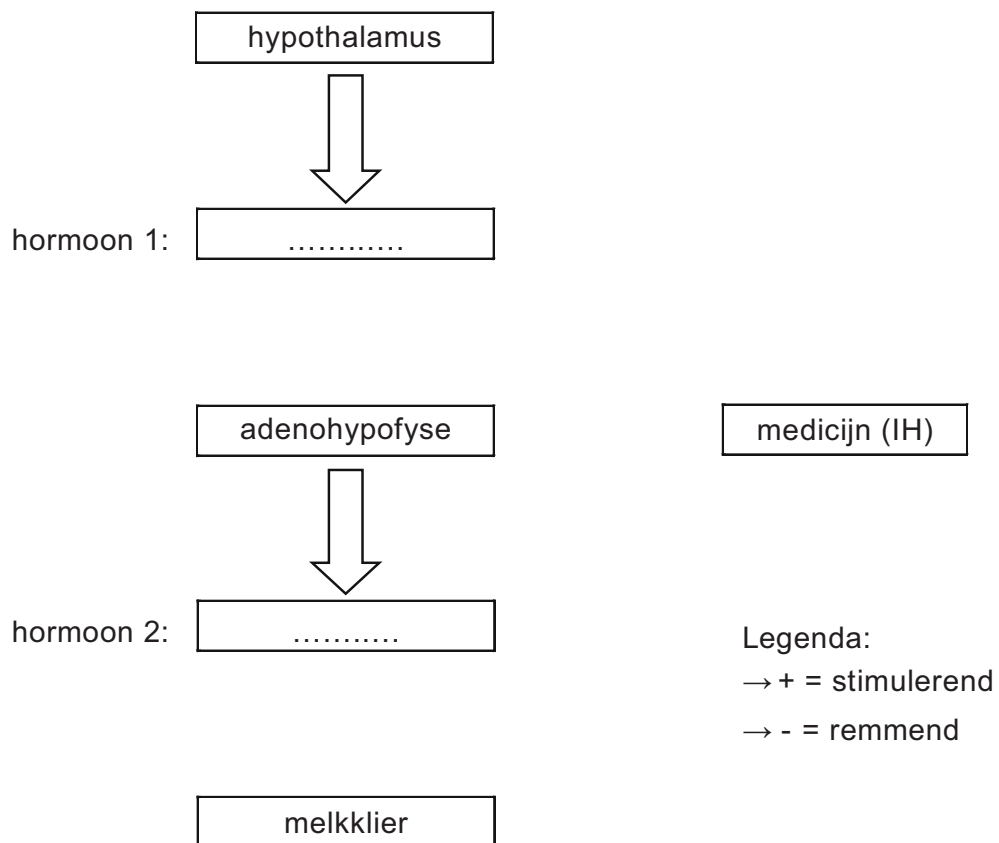 hypothalamus
hormoon 1: ............
adenohypofyse
medicijn (IH)
hormoon 2: ...........
Legenda:
→ + = stimulerend
→ - = remmend
melkklier